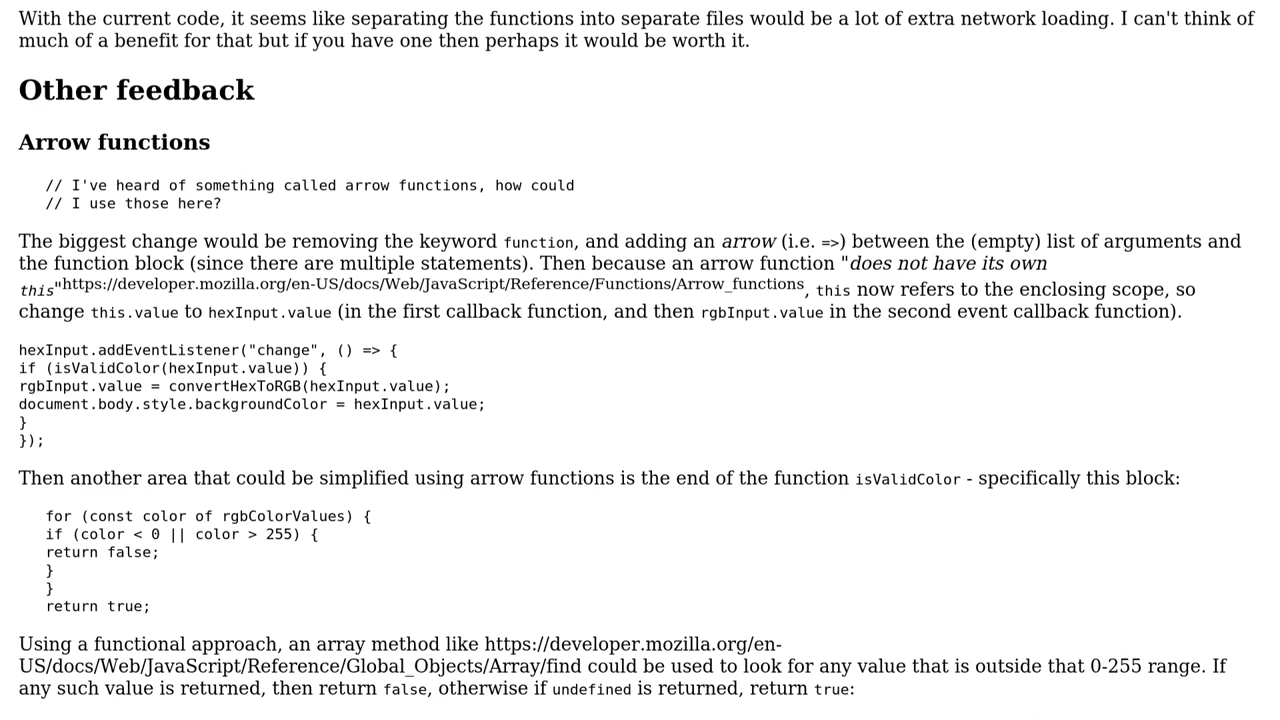 With the current code, it seems like separating the functions into separate files would be a lot of extra network loading. I can't think of
much of a benefit for that but if you have one then perhaps it would be worth it.
Other feedback
Arrow functions
// I've heard of something called arrow functions, how could
// I use those here?
The biggest change would be removing the keyword function, and adding an arrow (i.e. =>) between the (empty) list of arguments and
the function block (since there are multiple statements). Then because an arrow function "does not have its own
this"https://developer.mozilla.org/en-US/docs/Web/JavaScript/Reference/Functions/Arrow_functions, this now refers to the enclosing scope, so
change this.value to hexInput.value (in the first callback function, and then rgbInput.value in the second event callback function).
hexInput.addEventListener("change", () => {
if (isValidColor(hexInput.value)) {
rgbInput.value = convertHexToRGB(hexInput.value);
document.body.style.backgroundColor = hexInput.value;
}
});
Then another area that could be simplified using arrow functions is the end of the function isValidColor - specifically this block:
for (const color of rgbColorValues) {
if (color < 0 || color > 255) {
return false;
}
}
return true;
Using a functional approach, an array method like https://developer.mozilla.org/en-
US/docs/Web/JavaScript/Reference/Global_Objects/Array/find could be used to look for any value that is outside that 0-255 range. If
any such value is returned, then return false, otherwise if undefined is returned, return true: